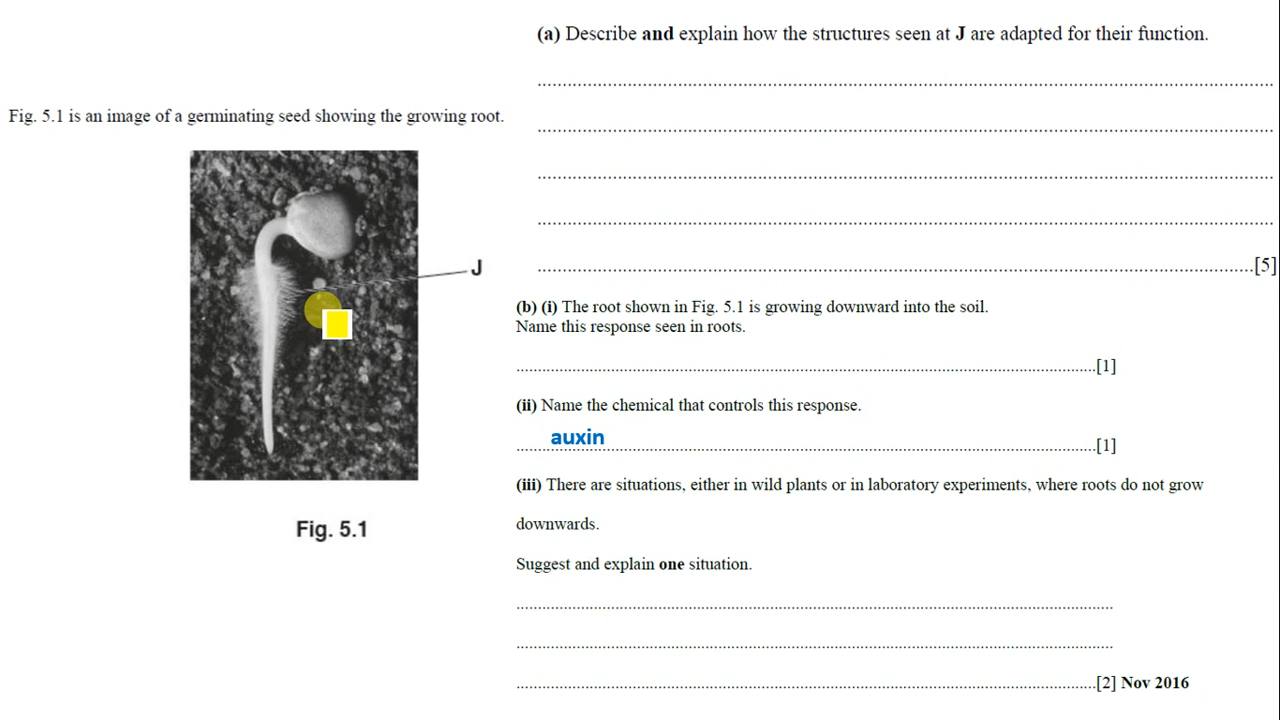 Fig. 5.1 is an image of a germinating seed showing the growing root.
J
Fig. 5.1
(a) Describe and explain how the structures seen at J are adapted for their function.
....................................................................................................
....................................................................................................
....................................................................................................
....................................................................................................
....................................................................................................[5]
(b) (i) The root shown in Fig. 5.1 is growing downward into the soil.
Name this response seen in roots.
....................................................................................................[1]
(ii) Name the chemical that controls this response.
auxin
....................................................................................................[1]
(iii) There are situations, either in wild plants or in laboratory experiments, where roots do not grow
downwards.
Suggest and explain one situation.
....................................................................................................
....................................................................................................
....................................................................................................[2] Nov 2016